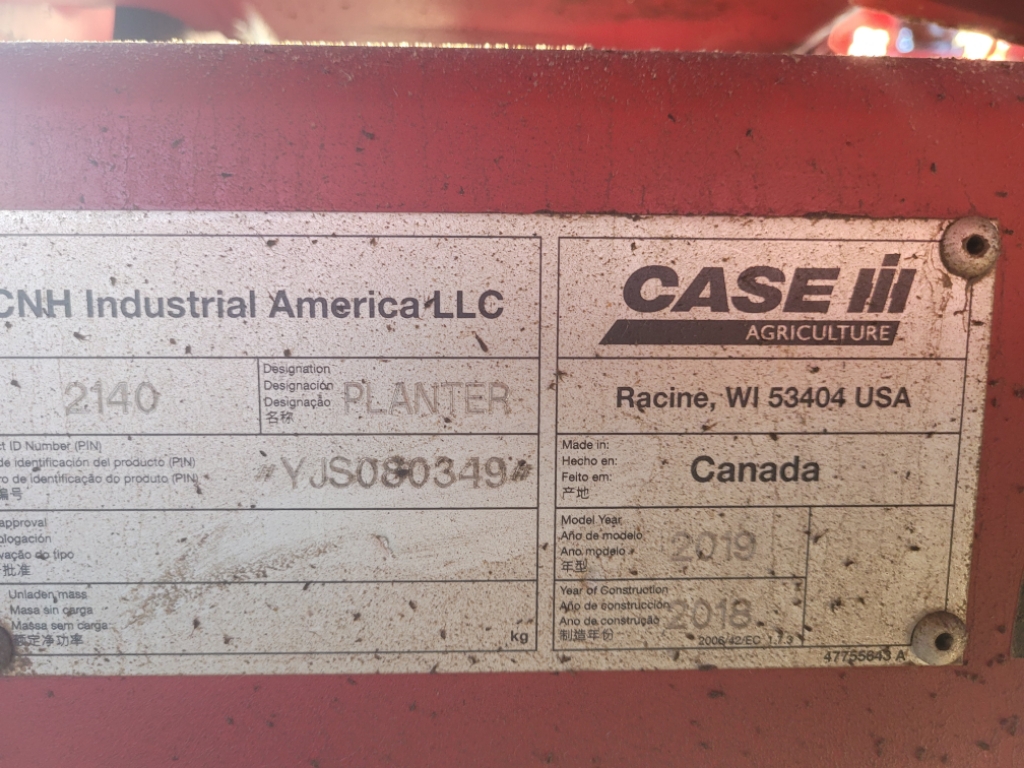 CNH Industrial America LLC
CASE IH
AGRICULTURE
2140
Designation
Designación
Designação
名称
PLANTER
Racine, WI 53404 USA
ct ID Number (PIN)
de identificación del producto (PIN)
ro de identificação do produto (PIN)
编号
*YJS080349*
Made in:
Hecho en:
Feito em:
产地
Canada
approval
ologación
vação do tipo
批准
Model Year
Año de modelo
Ano modelo
年型
2019
Unladen mass
Masa sin carga
Massa sem carga
额定净功率
kg
Year of Construction
Año de construcción
Ano de construção
制造年份
2018
2006/42/EC 1.7.3
47755643 A